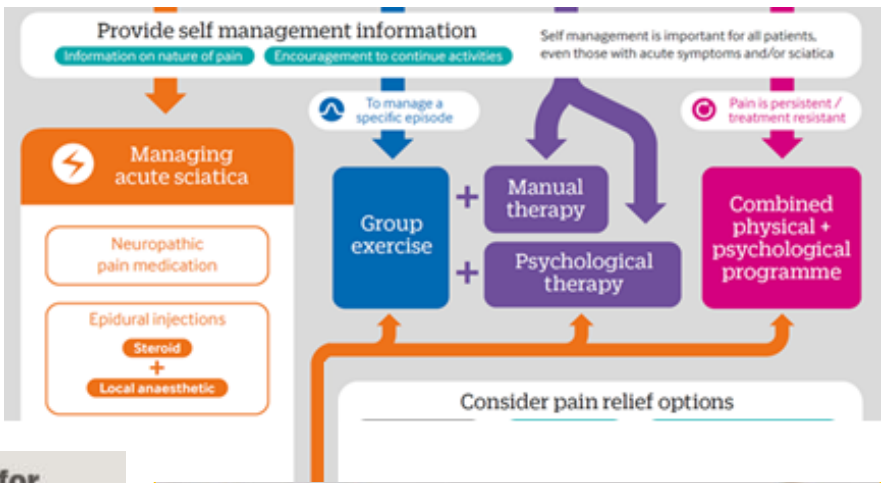 Provide self management information
Information on nature of pain
Encouragement to continue activities
Self management is important for all patients,
even those with acute symptoms and/or sciatica
To manage a
specific episode
Pain is persistent /
treatment resistant
Managing
acute sciatica
Neuropathic
pain medication
Epidural injections
Steroid
+
Local anaesthetic
Group
exercise
+
Manual
therapy
+
Psychological
therapy
Combined
physical +
psychological
programme
Consider pain relief options
for